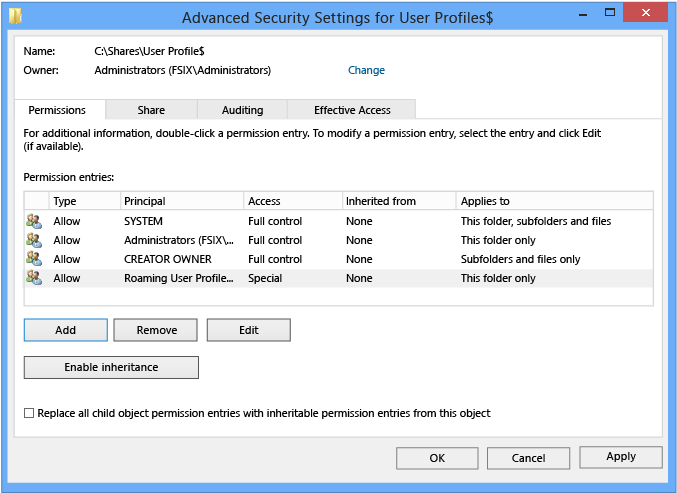 Advanced Security Settings for User Profiles$
Name: C:\Shares\User Profile$
Owner: Administrators (FSIX\Administrators) Change
Permissions Share Auditing Effective Access
For additional information, double-click a permission entry. To modify a permission entry, select the entry and click Edit
(if available).
Permission entries:
Type Principal Access Inherited from Applies to
Allow SYSTEM Full control None This folder, subfolders and files
Allow Administrators (FSIX\... Full control None This folder only
Allow CREATOR OWNER Full control None Subfolders and files only
Allow Roaming User Profile... Special None This folder only
Add Remove Edit
Enable inheritance
Replace all child object permission entries with inheritable permission entries from this object
OK Cancel Apply